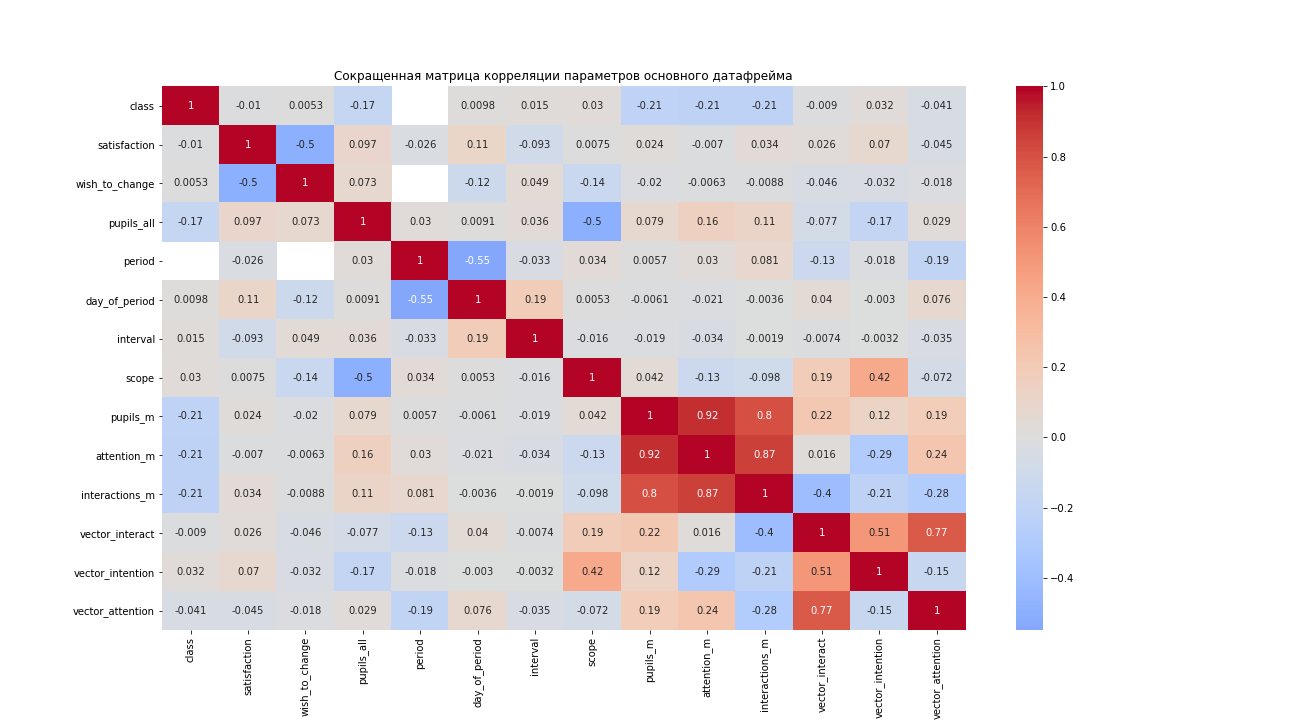 Сокращенная матрица корреляции параметров основного датафрейма
class 1 -0.01 0.0053 -0.17 0.0098 0.015 0.03 -0.21 -0.21 -0.21 -0.009 0.032 -0.041
satisfaction -0.01 1 -0.5 0.097 -0.026 0.11 -0.093 0.0075 0.024 -0.007 0.034 0.026 0.07 -0.045
wish_to_change 0.0053 -0.5 1 0.073 -0.12 0.049 -0.14 -0.02 -0.0063 -0.0088 -0.046 -0.032 -0.018
pupils_all -0.17 0.097 0.073 1 0.03 0.0091 0.036 -0.5 0.079 0.16 0.11 -0.077 -0.17 0.029
period -0.026 0.03 1 -0.55 -0.033 0.034 0.0057 0.03 0.081 -0.13 -0.018 -0.19
day_of_period 0.0098 0.11 -0.12 0.0091 -0.55 1 0.19 0.0053 -0.0061 -0.021 -0.0036 0.04 -0.003 0.076
interval 0.015 -0.093 0.049 0.036 -0.033 0.19 1 -0.016 -0.019 -0.034 -0.0019 -0.0074 -0.0032 -0.035
scope 0.03 0.0075 -0.14 -0.5 0.034 0.0053 -0.016 1 0.042 -0.13 -0.098 0.19 0.42 -0.072
pupils_m -0.21 0.024 -0.02 0.079 0.0057 -0.0061 -0.019 0.042 1 0.92 0.8 0.22 0.12 0.19
attention_m -0.21 -0.007 -0.0063 0.16 0.03 -0.021 -0.034 -0.13 0.92 1 0.87 0.016 -0.29 0.24
interactions_m -0.21 0.034 -0.0088 0.11 0.081 -0.0036 -0.0019 -0.098 0.8 0.87 1 -0.4 -0.21 -0.28
vector_interact -0.009 0.026 -0.046 -0.077 -0.13 0.04 -0.0074 0.19 0.22 0.016 -0.4 1 0.51 0.77
vector_intention 0.032 0.07 -0.032 -0.17 -0.018 -0.003 -0.0032 0.42 0.12 -0.29 -0.21 0.51 1 -0.15
vector_attention -0.041 -0.045 -0.018 0.029 -0.19 0.076 -0.035 -0.072 0.19 0.24 -0.28 0.77 -0.15 1
class
satisfaction
wish_to_change
pupils_all
period
day_of_period
interval
scope
pupils_m
attention_m
interactions_m
vector_interact
vector_intention
vector_attention
1.0
0.8
0.6
0.4
0.2
0.0
−0.2
−0.4